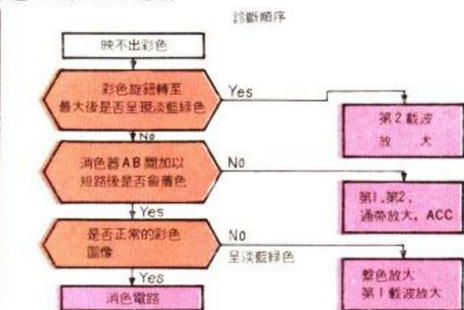 診斷順序
映不出彩色
彩色旋鈕轉至
最大後是否呈現淡藍綠色
Yes
第2載波
放 大
No
消色器AB間加以
短路後是否會著色
No
第1,第2,
通帶放大, ACC
Yes
是否正常的彩色
圖像
No
呈淡藍綠色
整色放大
第1載波放大
Yes
消色電路